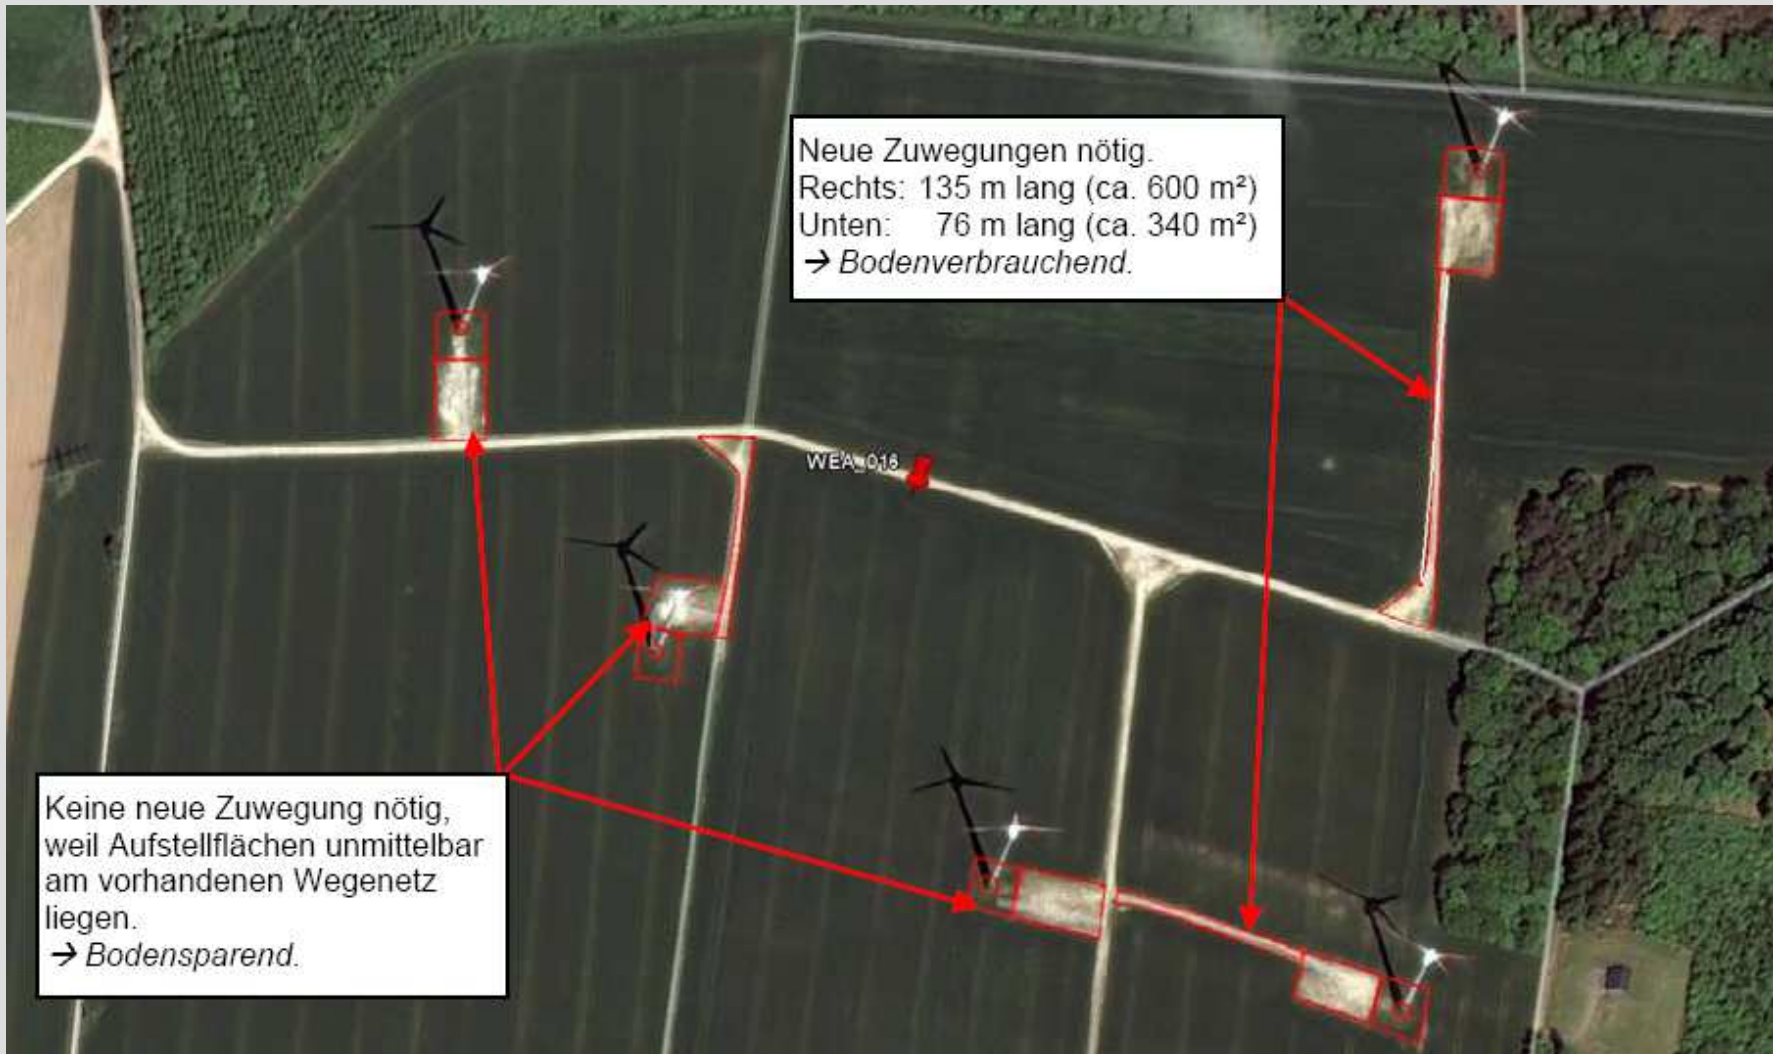 Neue Zuwegungen nötig.
Rechts: 135 m lang (ca. 600 m²)
Unten: 76 m lang (ca. 340 m²)
→ Bodenverbrauchend.
WEA_016
Keine neue Zuwegung nötig,
weil Aufstellflächen unmittelbar
am vorhandenen Wegenetz
liegen.
→ Bodensparend.